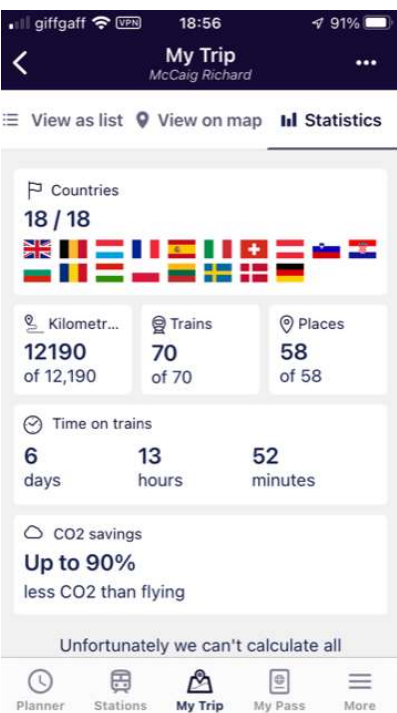 giffgaff VPN 18:56 91%
My Trip
McCaig Richard
View as list View on map Statistics
Countries
18 / 18
Kilometr... Trains Places
12190 70 58
of 12,190 of 70 of 58
Time on trains
6 13 52
days hours minutes
CO2 savings
Up to 90%
less CO2 than flying
Unfortunately we can't calculate all
Planner Stations My Trip My Pass More